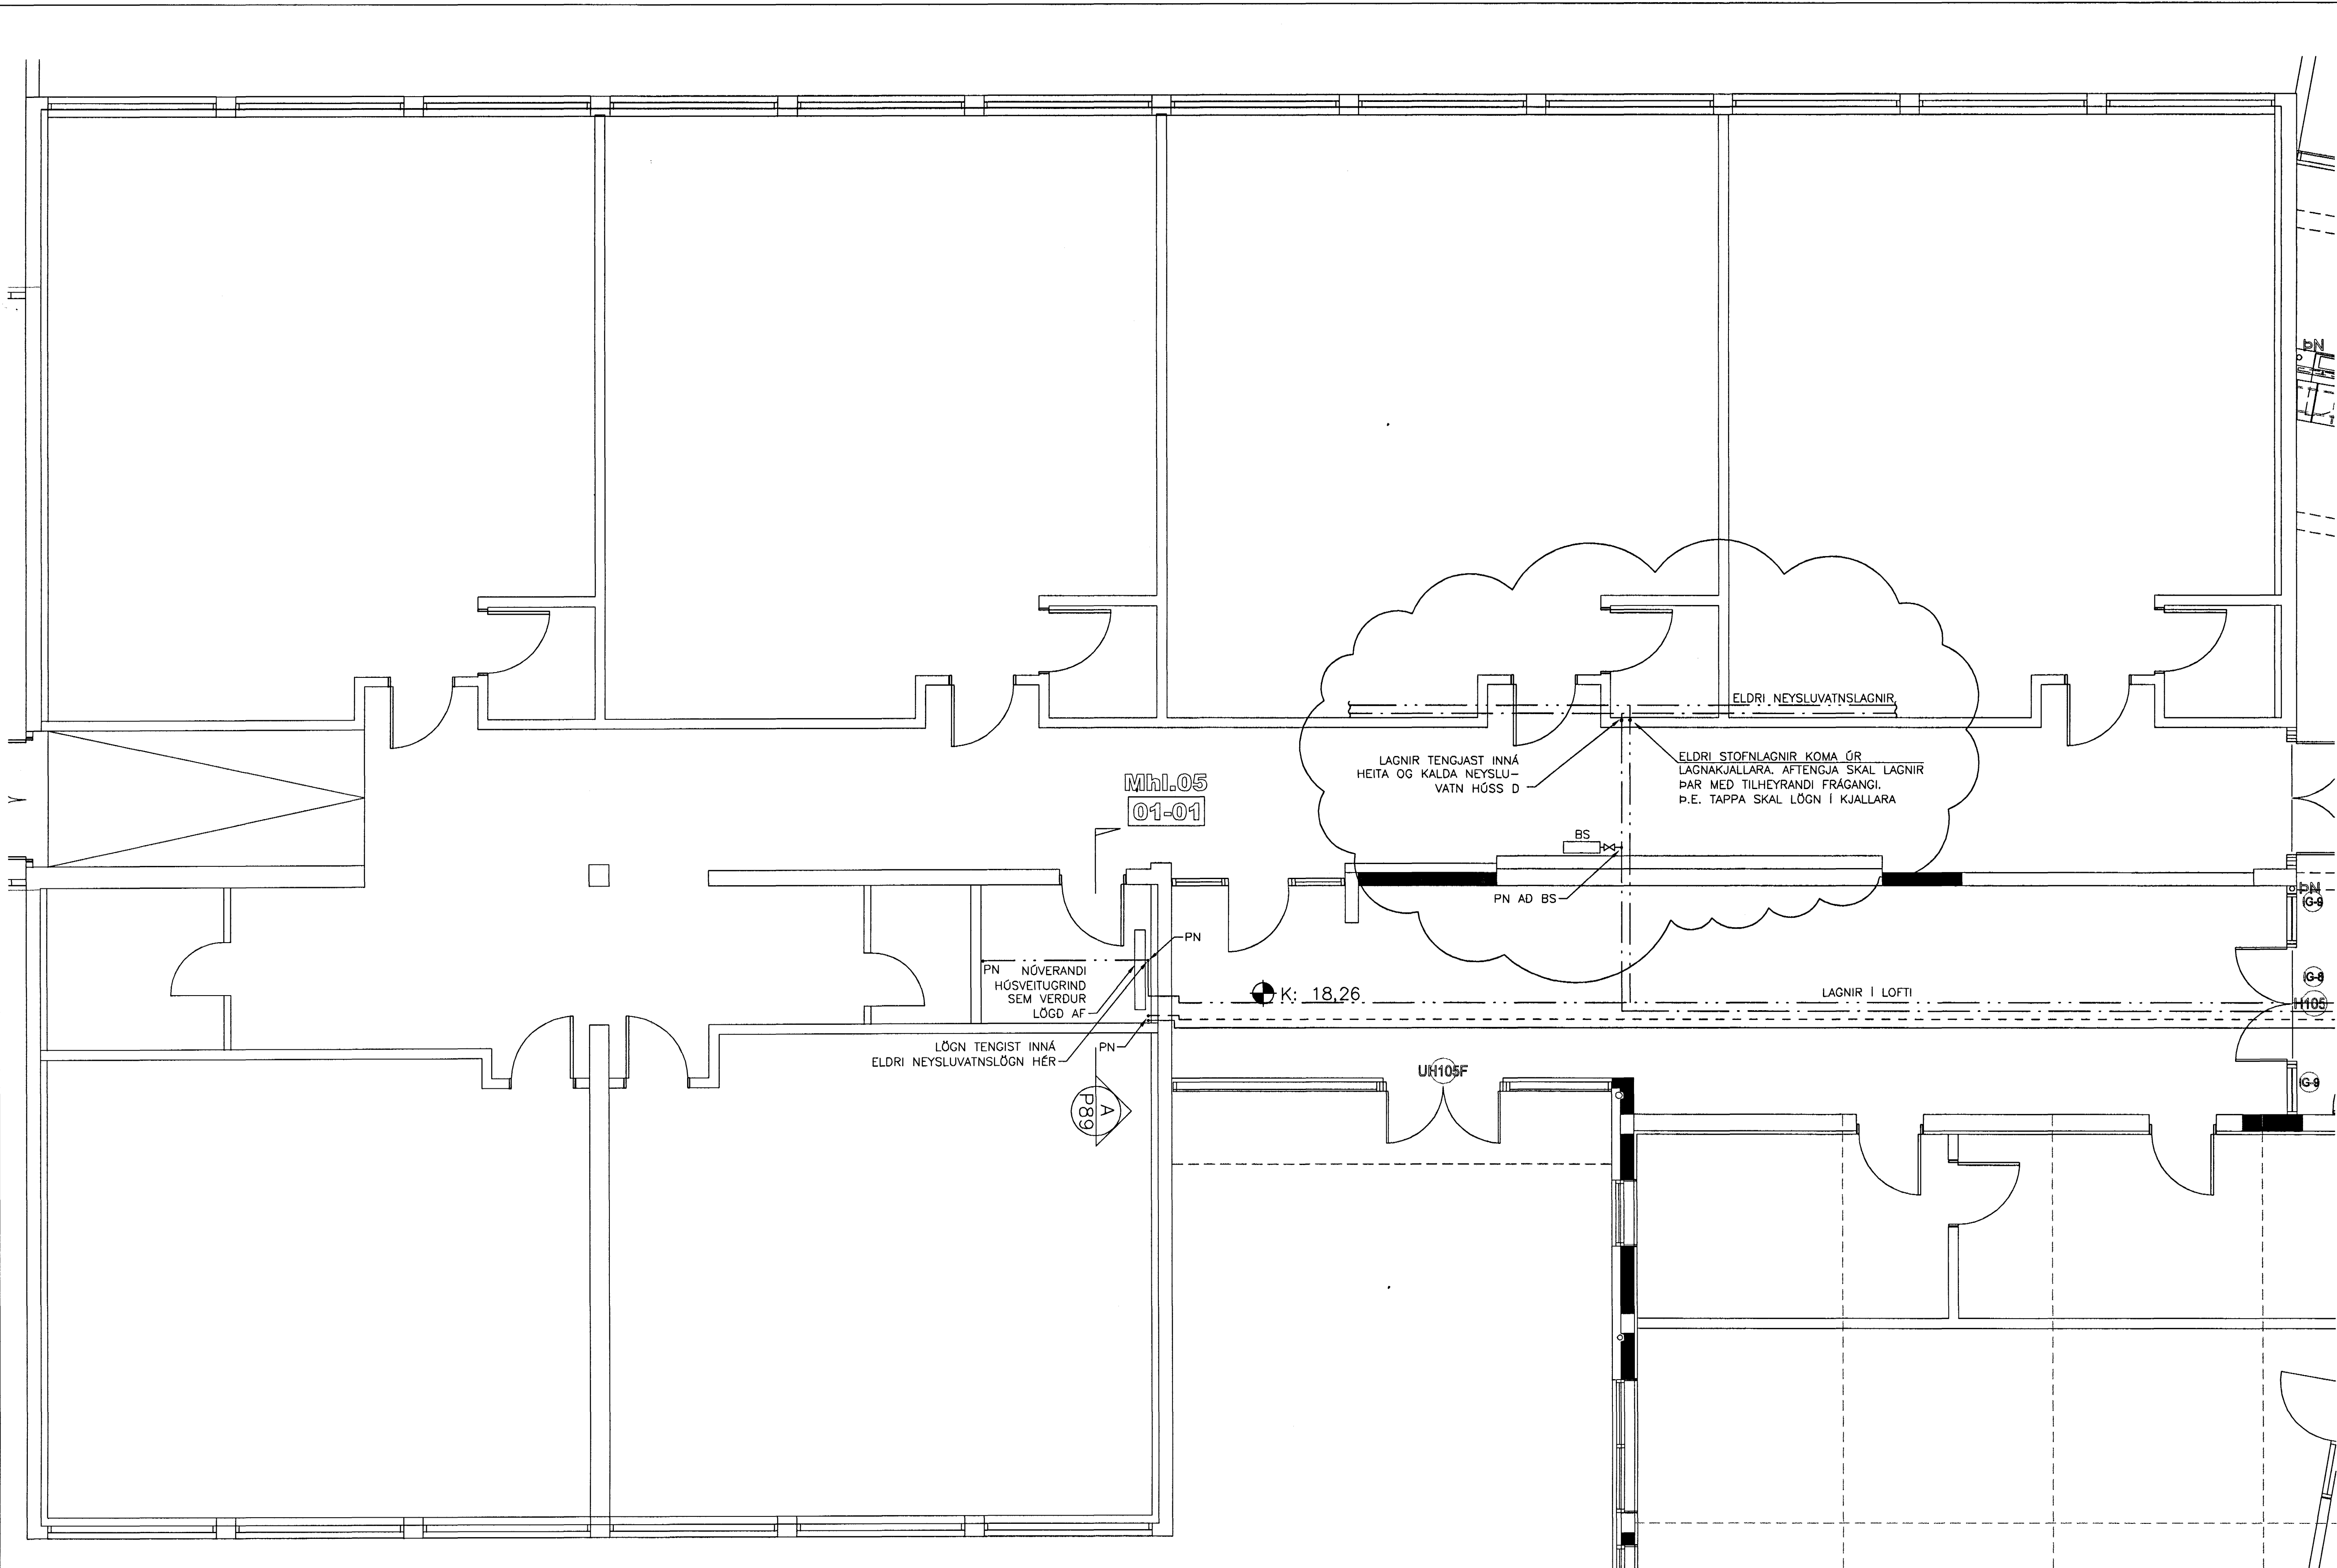 ÞN
ELDRI NEYSLUVATNSLAGNIR
LAGNIR TENGJAST INNÁ
HEITA OG KALDA NEYSLU-
VATN HÚSS D
ELDRI STOFNLAGNIR KOMA ÚR
LAGNAKJALLARA. AFTENGJA SKAL LAGNIR
ÞAR MEÐ TILHEYRANDI FRÁGANGI.
Þ.E. TAPPA SKAL LÖGN Í KJALLARA
Mhl.05
01-01
BS
PN AÐ BS
ÞN
IG-9
PN
PN
NÚVERANDI
HÚSVEITUGRIND
SEM VERÐUR
LÖGÐ AF
K: 18,26
LAGNIR Í LOFTI
IG-8
H105
LÖGN TENGIST INNÁ
ELDRI NEYSLUVATNSLÖGN HÉR
PN
UH105F
IG-9
A
P89